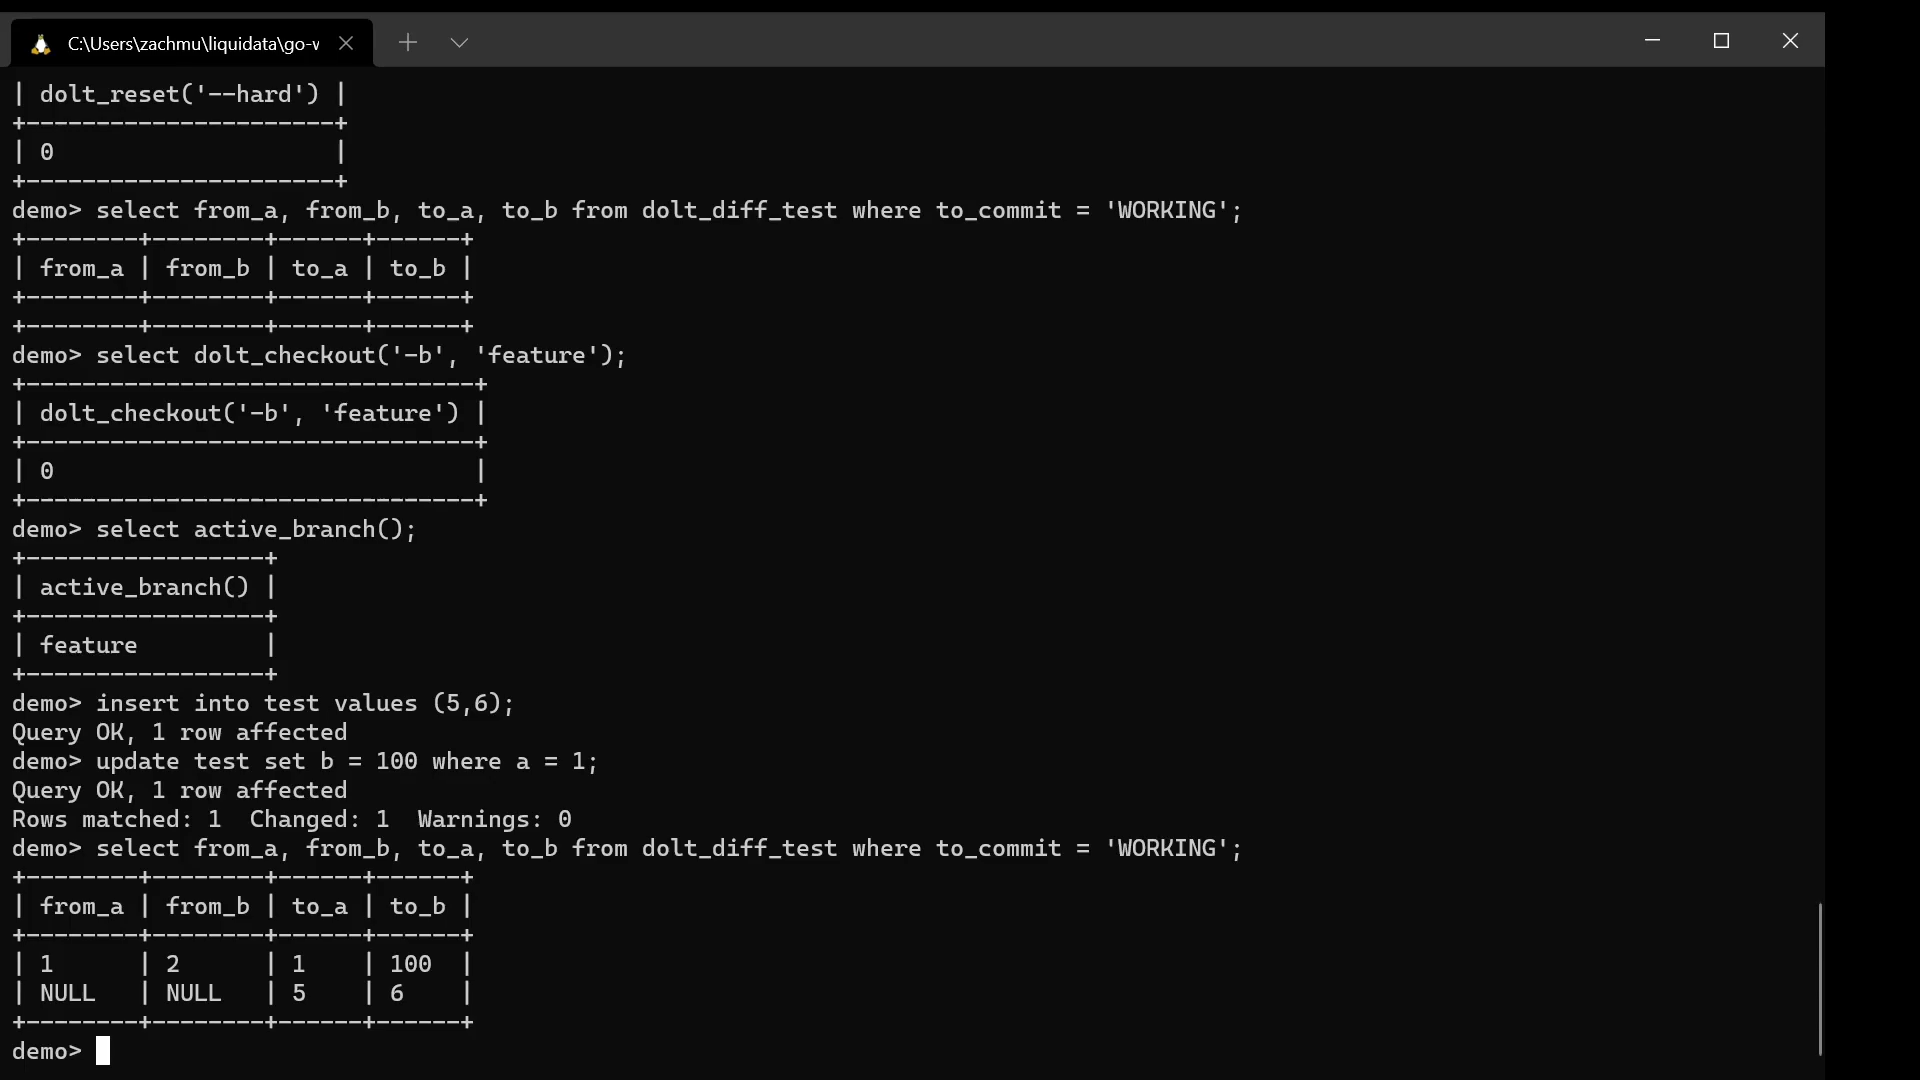 C:\Users\zachmu\liquidata\go-w
| dolt_reset('--hard') |
+----------------------+
| 0                    |
+----------------------+
demo> select from_a, from_b, to_a, to_b from dolt_diff_test where to_commit = 'WORKING';
+--------+--------+------+------+
| from_a | from_b | to_a | to_b |
+--------+--------+------+------+
+--------+--------+------+------+
demo> select dolt_checkout('-b', 'feature');
+--------------------------------+
| dolt_checkout('-b', 'feature') |
+--------------------------------+
| 0                              |
+--------------------------------+
demo> select active_branch();
+-----------------+
| active_branch() |
+-----------------+
| feature         |
+-----------------+
demo> insert into test values (5,6);
Query OK, 1 row affected
demo> update test set b = 100 where a = 1;
Query OK, 1 row affected
Rows matched: 1  Changed: 1  Warnings: 0
demo> select from_a, from_b, to_a, to_b from dolt_diff_test where to_commit = 'WORKING';
+--------+--------+------+------+
| from_a | from_b | to_a | to_b |
+--------+--------+------+------+
| 1      | 2      | 1    | 100  |
| NULL   | NULL   | 5    | 6    |
+--------+--------+------+------+
demo>